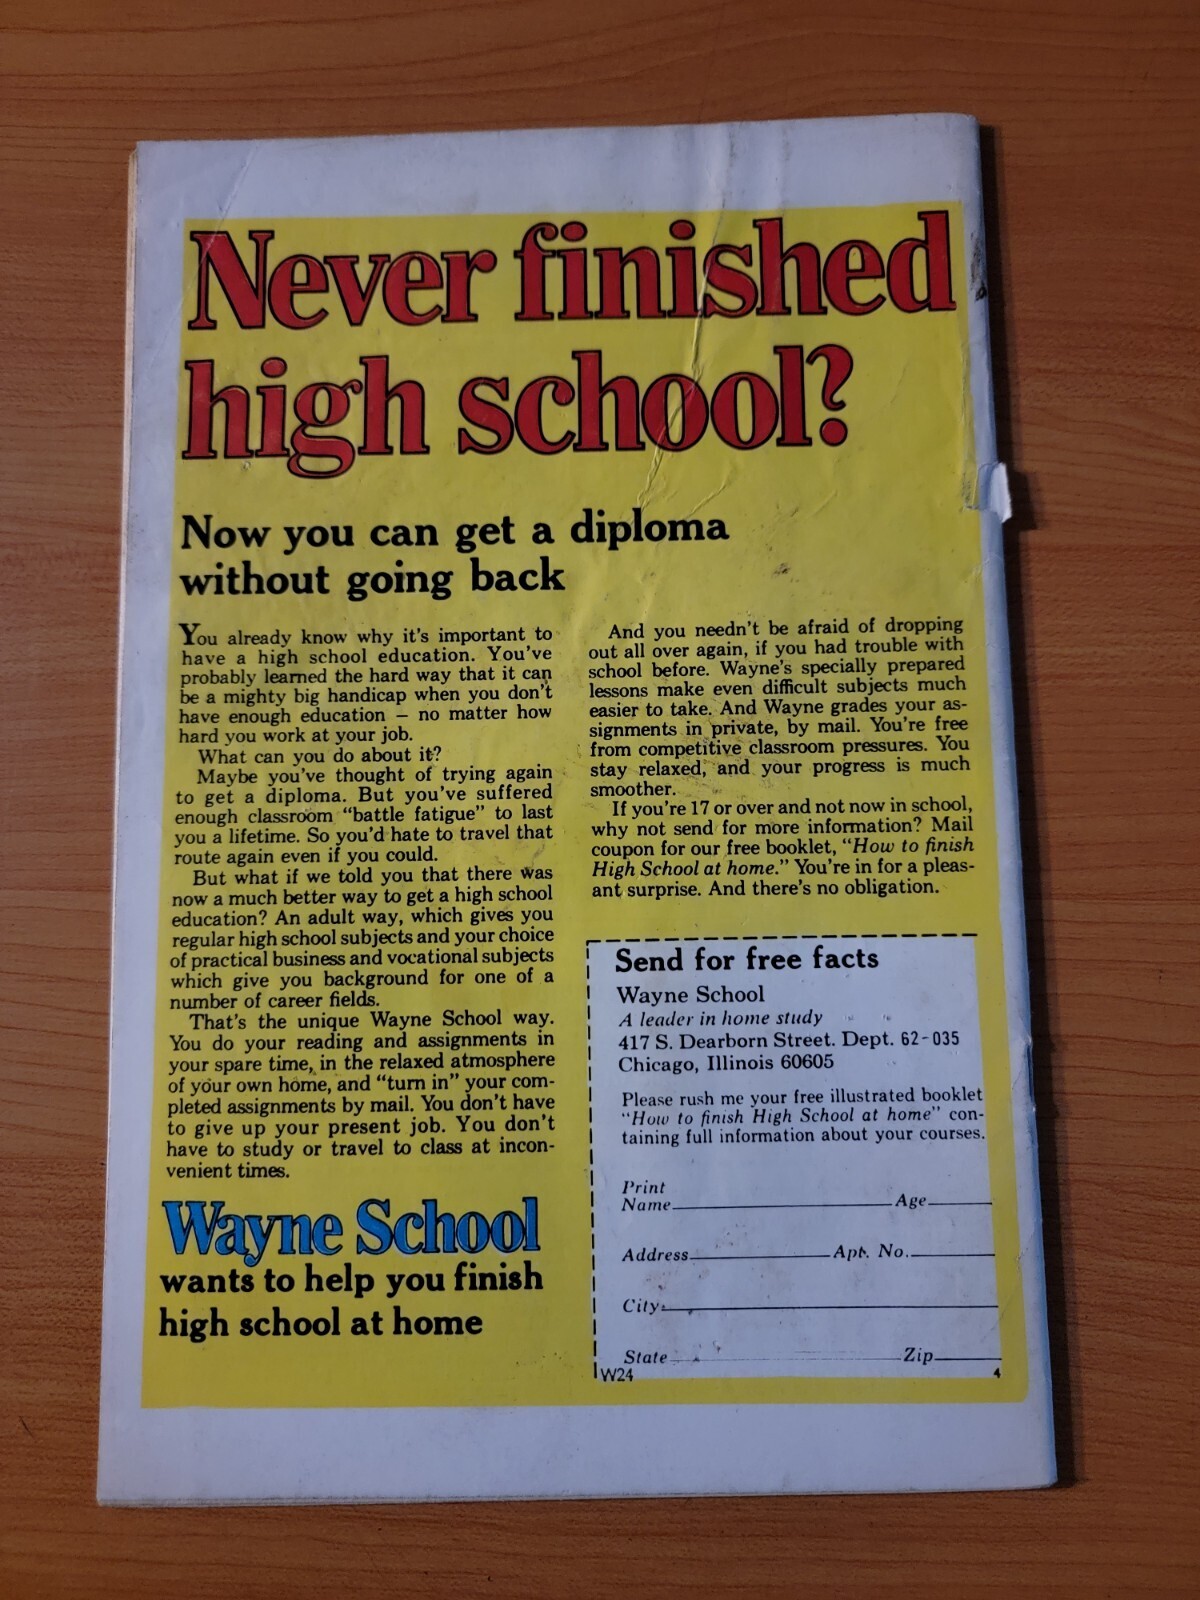 Never finished
high school?
Now you can get a diploma
without going back
You already know why it's important to
have a high school education. You've
probably learned the hard way that it can
be a mighty big handicap when you don't
have enough education — no matter how
hard you work at your job.
What can you do about it?
Maybe you've thought of trying again
to get a diploma. But you've suffered
enough classroom "battle fatigue" to last
you a lifetime. So you'd hate to travel that
route again even if you could.
But what if we told you that there was
now a much better way to get a high school
education? An adult way, which gives you
regular high school subjects and your choice
of practical business and vocational subjects
which give you background for one of a
number of career fields.
That's the unique Wayne School way.
You do your reading and assignments in
your spare time, in the relaxed atmosphere
of your own home, and "turn in" your com-
pleted assignments by mail. You don't have
to give up your present job. You don't
have to study or travel to class at incon-
venient times.
Wayne School
wants to help you finish
high school at home
And you needn't be afraid of dropping
out all over again, if you had trouble with
school before. Wayne's specially prepared
lessons make even difficult subjects much
easier to take. And Wayne grades your as-
signments in private, by mail. You're free
from competitive classroom pressures. You
stay relaxed, and your progress is much
smoother.
If you're 17 or over and not now in school,
why not send for more information? Mail
coupon for our free booklet, "How to finish
High School at home." You're in for a pleas-
ant surprise. And there's no obligation.
Send for free facts
Wayne School
A leader in home study
417 S. Dearborn Street. Dept. 62-035
Chicago, Illinois 60605
Please rush me your free illustrated booklet
"How to finish High School at home" con-
taining full information about your courses.
Print
Name Age
Address Apt. No.
City
State Zip
W24 4